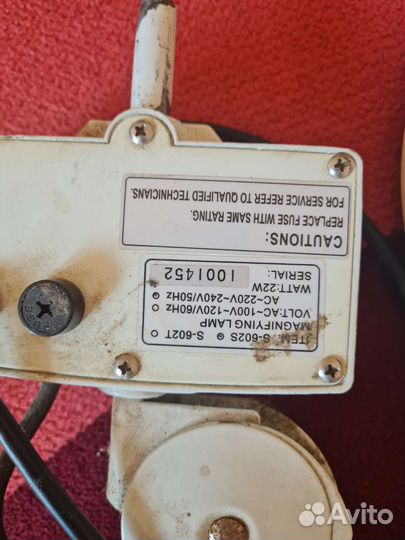 CAUTIONS:
REPLACE FUSE WITH SAME RATING.
FOR SERVICE REFER TO QUALIFIED TECHNICIANS.
ITEM: S-602S S-602T
MAGNIFYING LAMP
VOLT:AC~100V~120V/60Hz
AC~220V~240V/50Hz
WATT:22W
SERIAL: 1001452
FUSE
Avito